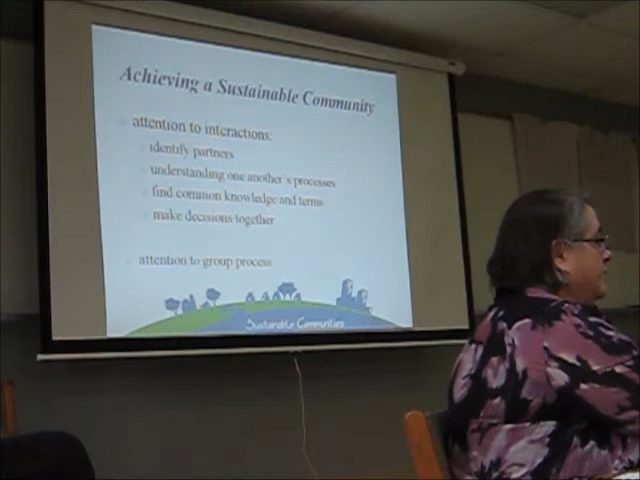 Achieving a Sustainable Community
attention to interactions:
identify partners
understanding one another's processes
find common knowledge and terms
make decisions together
attention to group process
Sustainable Communities